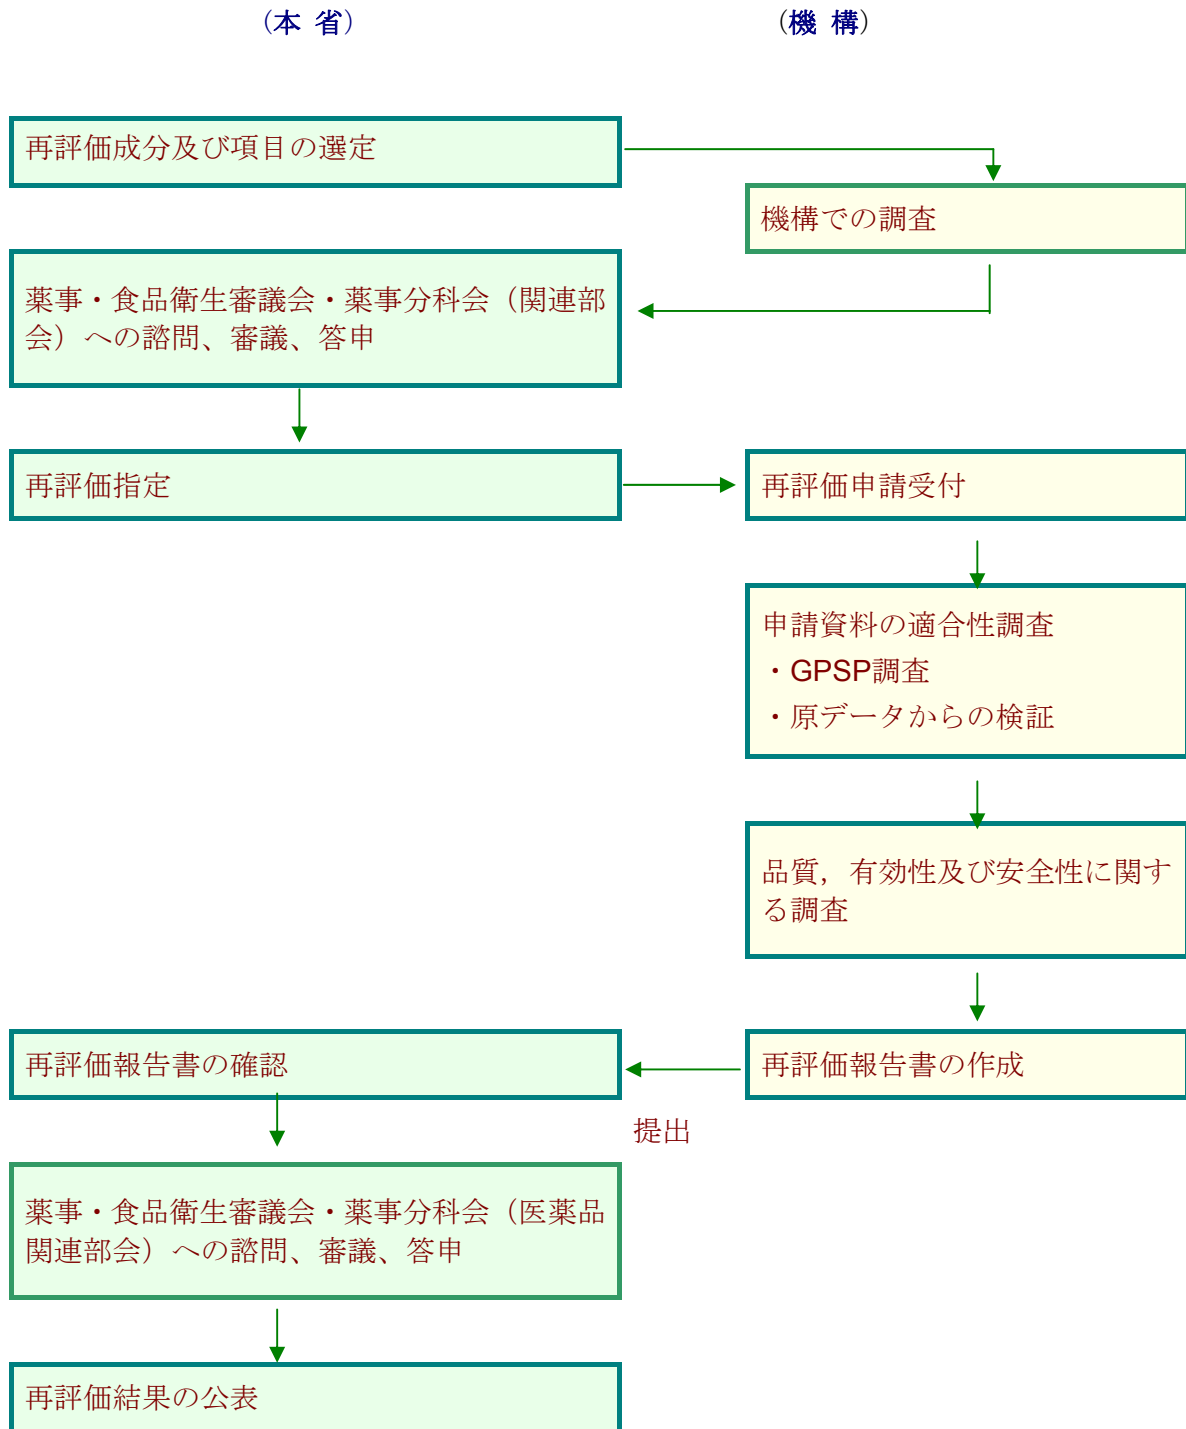 （本 省）
（機 構）
再評価成分及び項目の選定
機構での調査
薬事・食品衛生審議会・薬事分科会（関連部
会）への諮問、審議、答申
再評価指定
再評価申請受付
申請資料の適合性調査
・GPSP調査
・原データからの検証
品質，有効性及び安全性に関す
る調査
再評価報告書の確認
再評価報告書の作成
提出
薬事・食品衛生審議会・薬事分科会（医薬品
関連部会）への諮問、審議、答申
再評価結果の公表